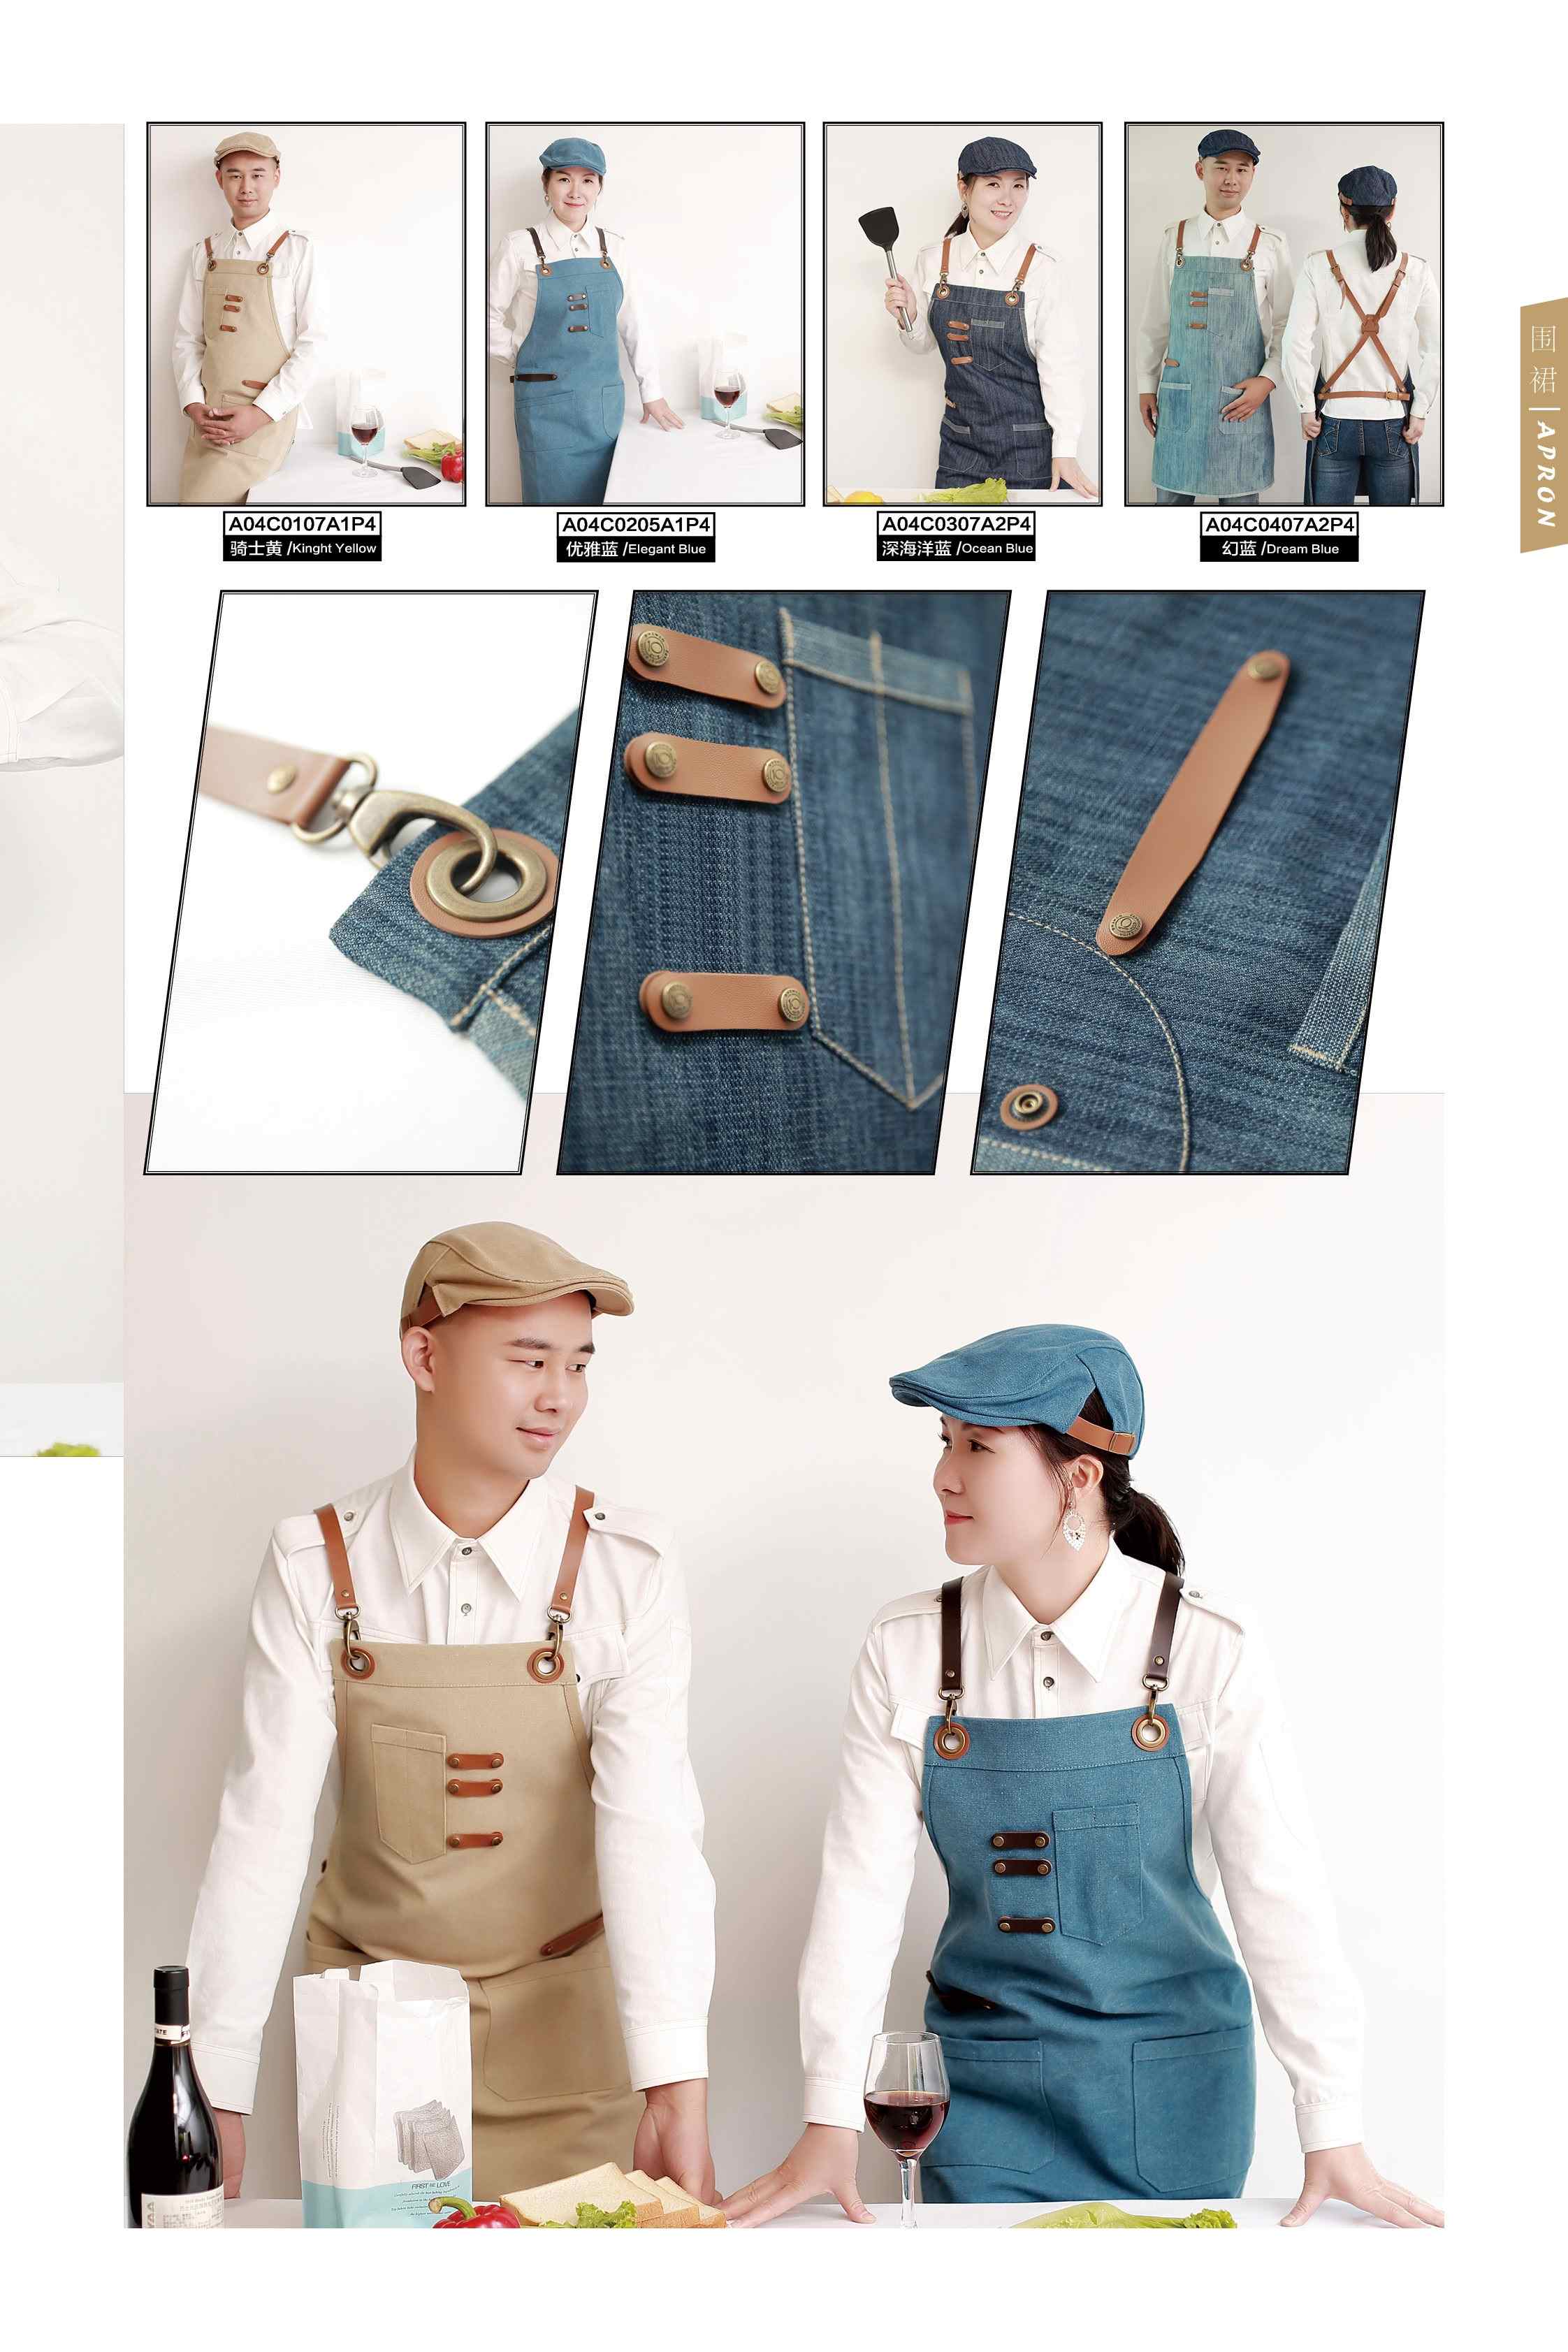 围裙 | APRON
A04C0107A1P4
骑士黄 /Kinght Yellow
A04C0205A1P4
优雅蓝 /Elegant Blue
A04C0307A2P4
深海洋蓝 /Ocean Blue
A04C0407A2P4
幻蓝 /Dream Blue
FIRST OF LOVE